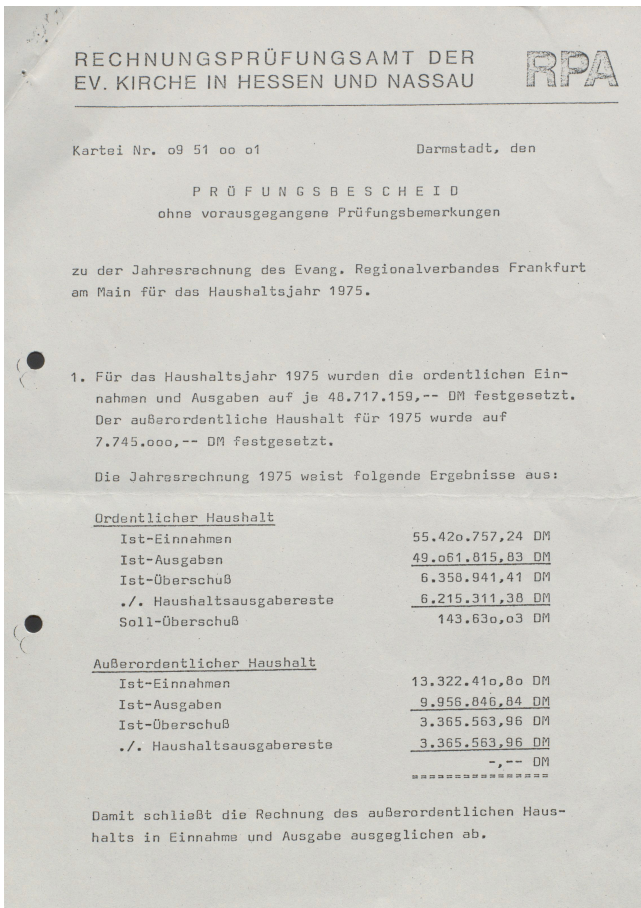 RECHNUNGSPRÜFUNGSAMT DER
EV. KIRCHE IN HESSEN UND NASSAU
RPA
Kartei Nr. o9 51 oo o1 Darmstadt, den
PRÜFUNGSBESCHEID
ohne vorausgegangene Prüfungsbemerkungen
zu der Jahresrechnung des Evang. Regionalverbandes Frankfurt
am Main für das Haushaltsjahr 1975.
1. Für das Haushaltsjahr 1975 wurden die ordentlichen Ein-
nahmen und Ausgaben auf je 48.717.159,-- DM festgesetzt.
Der außerordentliche Haushalt für 1975 wurde auf
7.745.ooo,-- DM festgesetzt.
Die Jahresrechnung 1975 weist folgende Ergebnisse aus:
Ordentlicher Haushalt
Ist-Einnahmen 55.42o.757,24 DM
Ist-Ausgaben 49.o61.815,83 DM
Ist-Überschuß 6.358.941,41 DM
./. Haushaltsausgabereste 6.215.311,38 DM
Soll-Überschuß 143.63o,o3 DM
Außerordentlicher Haushalt
Ist-Einnahmen 13.322.41o,8o DM
Ist-Ausgaben 9.956.846,84 DM
Ist-Überschuß 3.365.563,96 DM
./. Haushaltsausgabereste 3.365.563,96 DM
-,-- DM
================
Damit schließt die Rechnung des außerordentlichen Haus-
halts in Einnahme und Ausgabe ausgeglichen ab.